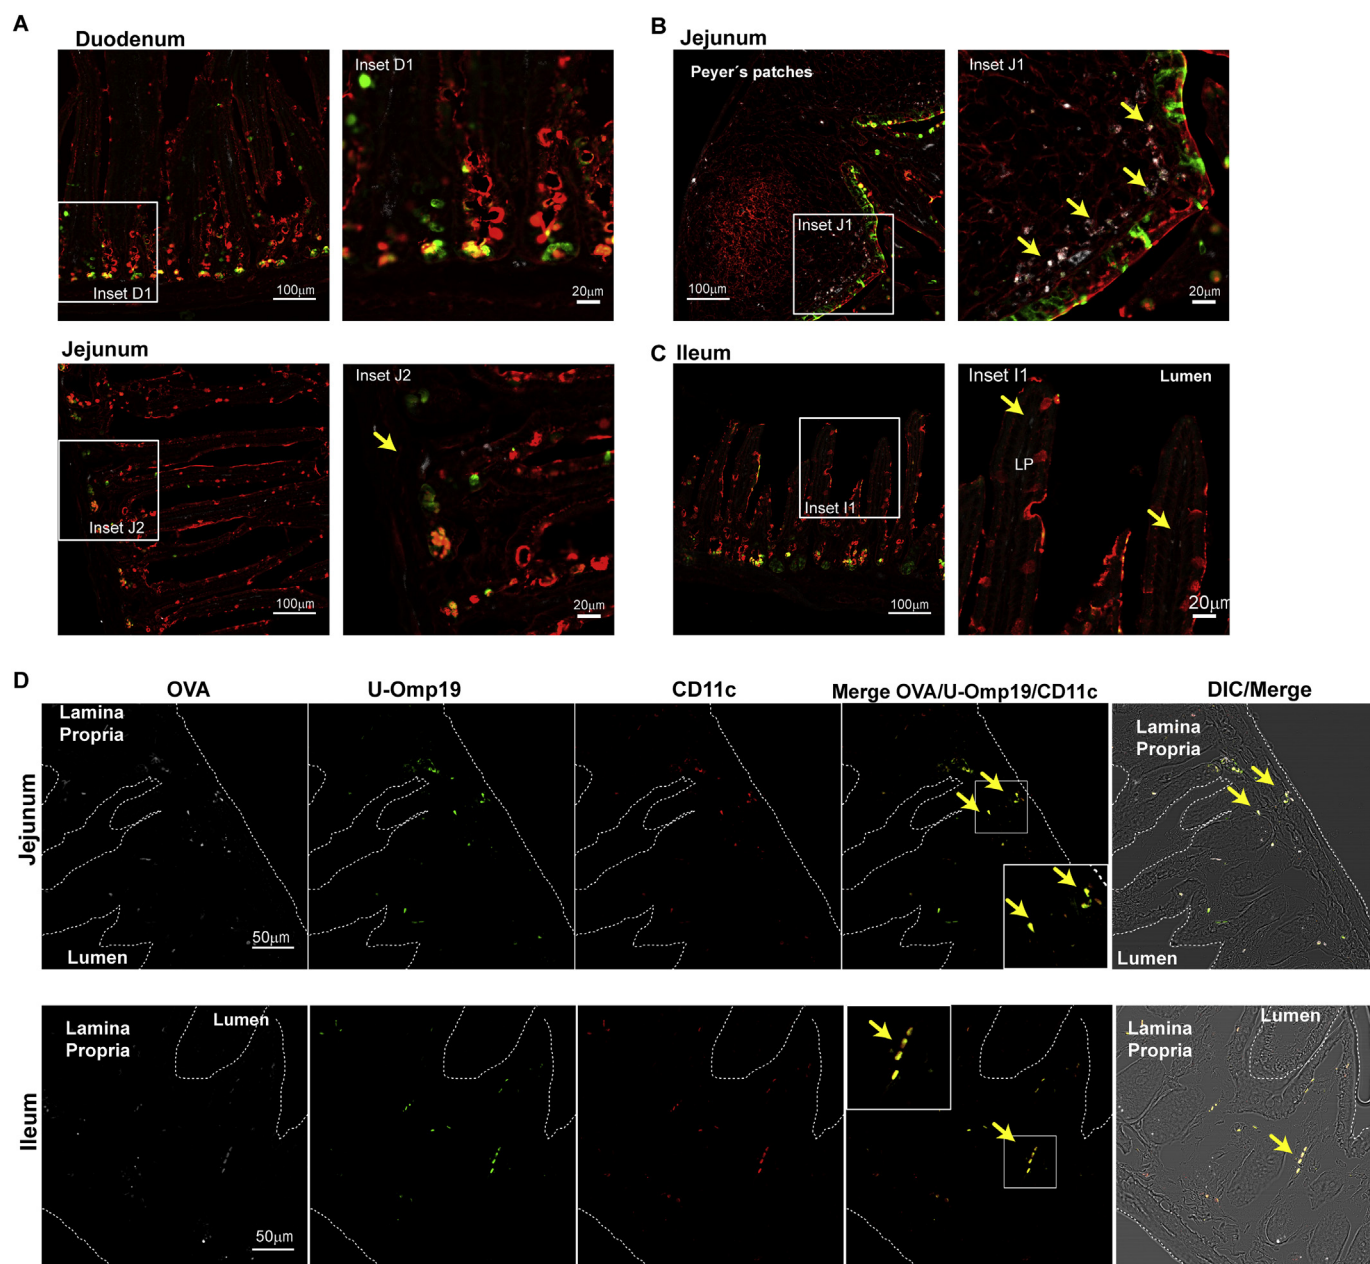 A
Duodenum
Inset D1
100µm
Inset D1
20µm
Jejunum
Inset J2
100µm
Inset J2
20µm
B
Jejunum
Peyer´s patches
Inset J1
100µm
Inset J1
20µm
C Ileum
Inset I1
100µm
Inset I1
Lumen
LP
20µm
D
OVA
U-Omp19
CD11c
Merge OVA/U-Omp19/CD11c
DIC/Merge
Jejunum
Lamina
Propria
Lumen
50µm
Lamina
Propria
Lumen
Ileum
Lamina
Propria
Lumen
50µm
Lamina
Propria
Lumen